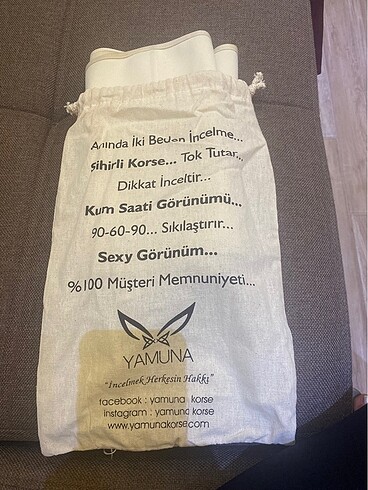 Anında İki Beden İncelme...
Sihirli Korse... Tok Tutar...
Dikkat İnceltir...
Kum Saati Görünümü...
90-60-90... Sıkılaştırır...
Sexy Görünüm...
%100 Müşteri Memnuniyeti...
YAMUNA
"İncelmek Herkesin Hakkı"
facebook : yamuna korse
instagram : yamuna korse
www.yamunakorse.com